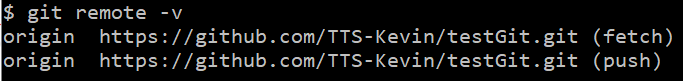 $ git remote -v
origin  https://github.com/TTS-Kevin/testGit.git (fetch)
origin  https://github.com/TTS-Kevin/testGit.git (push)